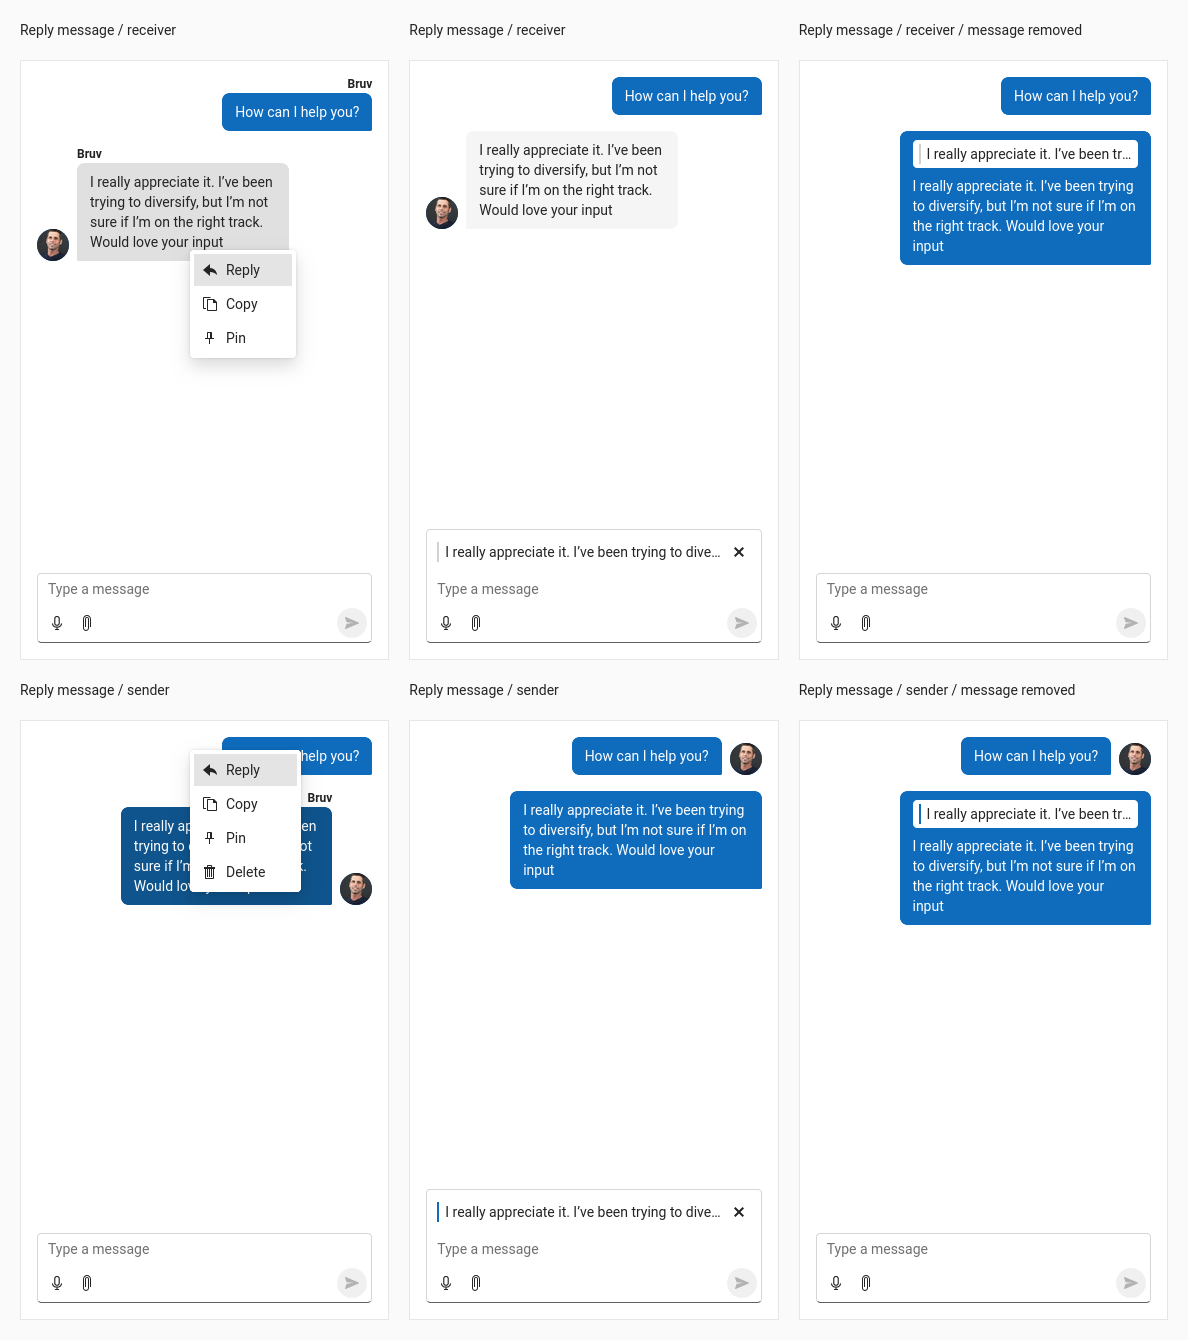 Reply message / receiver
Bruv
How can I help you?
Bruv
I really appreciate it. I’ve been
trying to diversify, but I’m not
sure if I’m on the right track.
Would love your input
Reply
Copy
Pin
Type a message
Reply message / receiver
How can I help you?
I really appreciate it. I’ve been
trying to diversify, but I’m not
sure if I’m on the right track.
Would love your input
I really appreciate it. I’ve been trying to dive...
Type a message
Reply message / receiver / message removed
How can I help you?
I really appreciate it. I’ve been tr...
I really appreciate it. I’ve been trying
to diversify, but I’m not sure if I’m on
the right track. Would love your
input
Type a message
Reply message / sender
help you?
Bruv
I really ap en
trying to ot
sure if I’m k.
Would lov
Reply
Copy
Pin
Delete
Type a message
Reply message / sender
How can I help you?
I really appreciate it. I’ve been trying
to diversify, but I’m not sure if I’m on
the right track. Would love your
input
I really appreciate it. I’ve been trying to dive...
Type a message
Reply message / sender / message removed
How can I help you?
I really appreciate it. I’ve been tr...
I really appreciate it. I’ve been trying
to diversify, but I’m not sure if I’m on
the right track. Would love your
input
Type a message